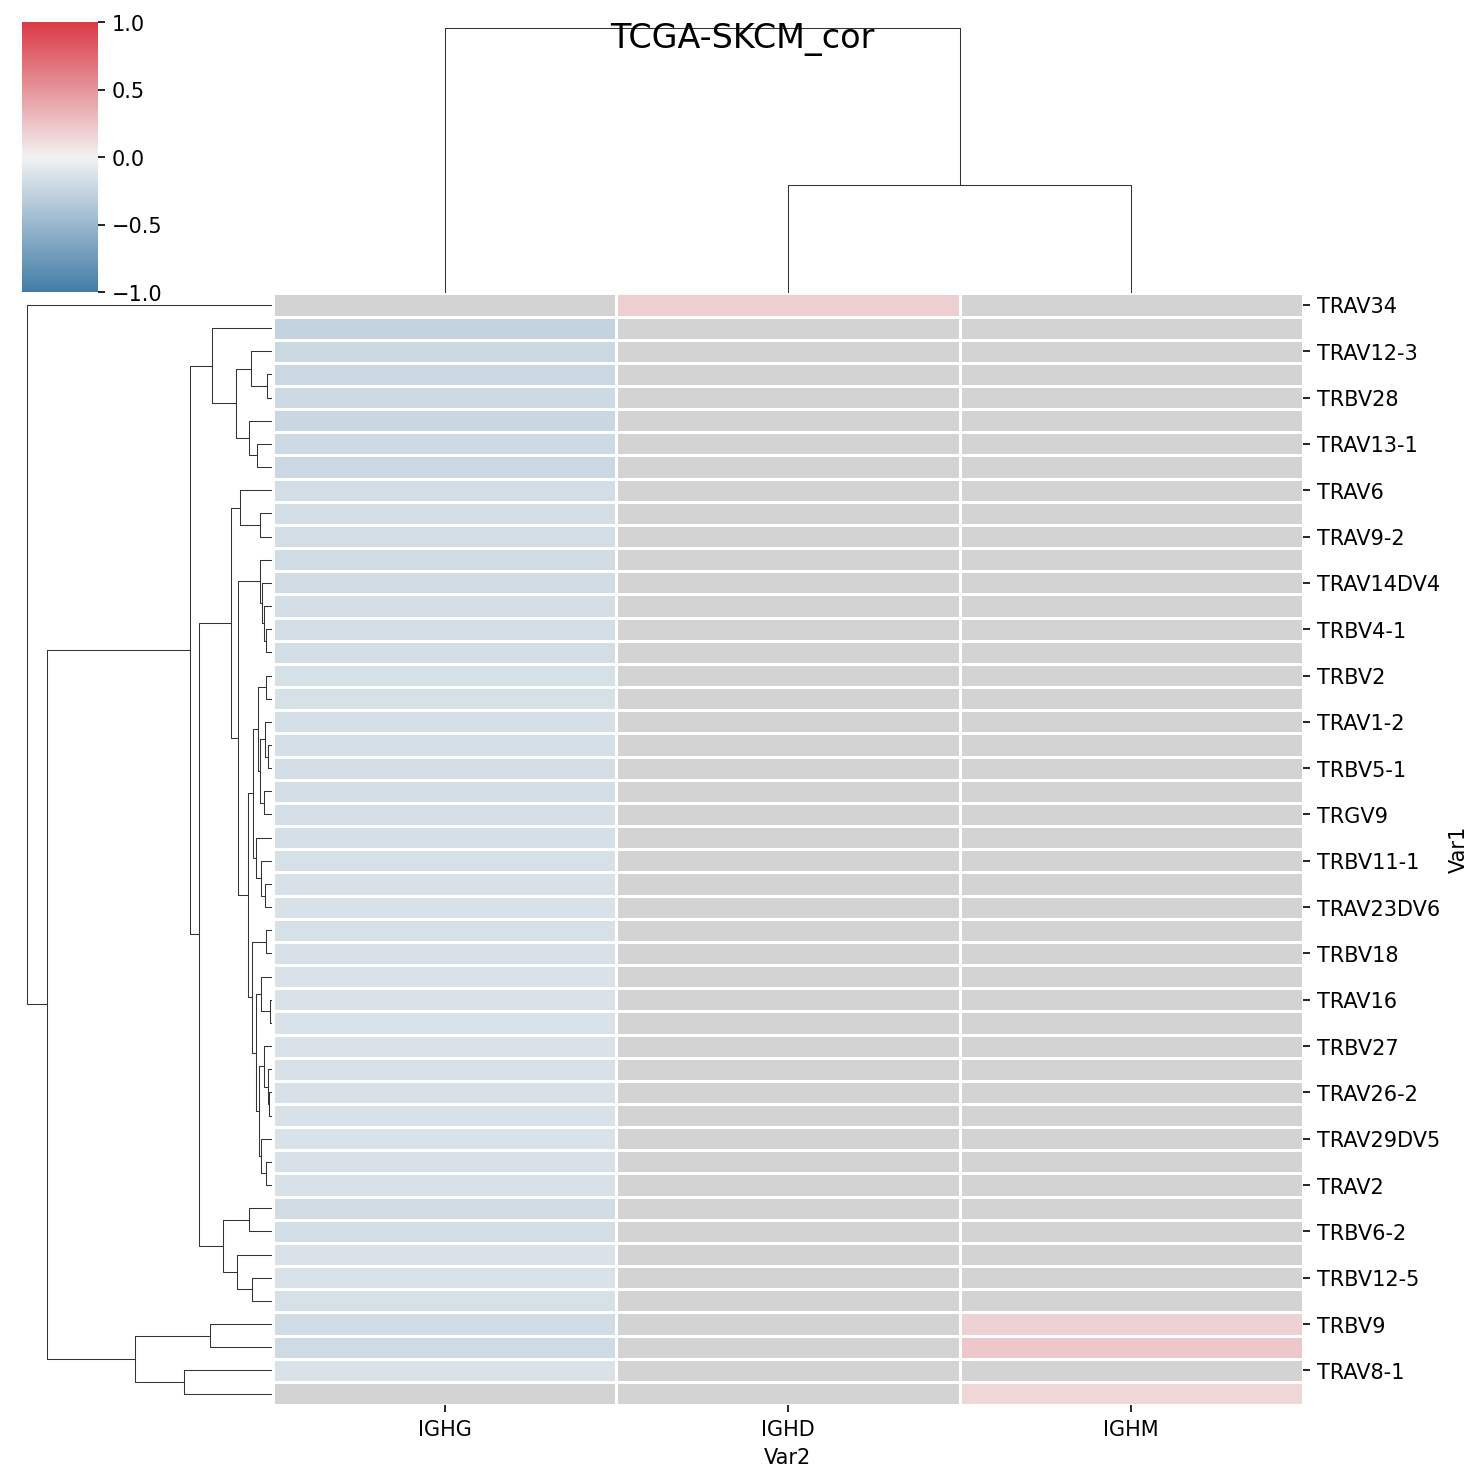 TCGA-SKCM_cor
1.0
0.5
0.0
−0.5
−1.0
TRAV34
TRAV12-3
TRBV28
TRAV13-1
TRAV6
TRAV9-2
TRAV14DV4
TRBV4-1
TRBV2
TRAV1-2
TRBV5-1
TRGV9
TRBV11-1
TRAV23DV6
TRBV18
TRAV16
TRBV27
TRAV26-2
TRAV29DV5
TRAV2
TRBV6-2
TRBV12-5
TRBV9
TRAV8-1
Var1
IGHG IGHD IGHM
Var2